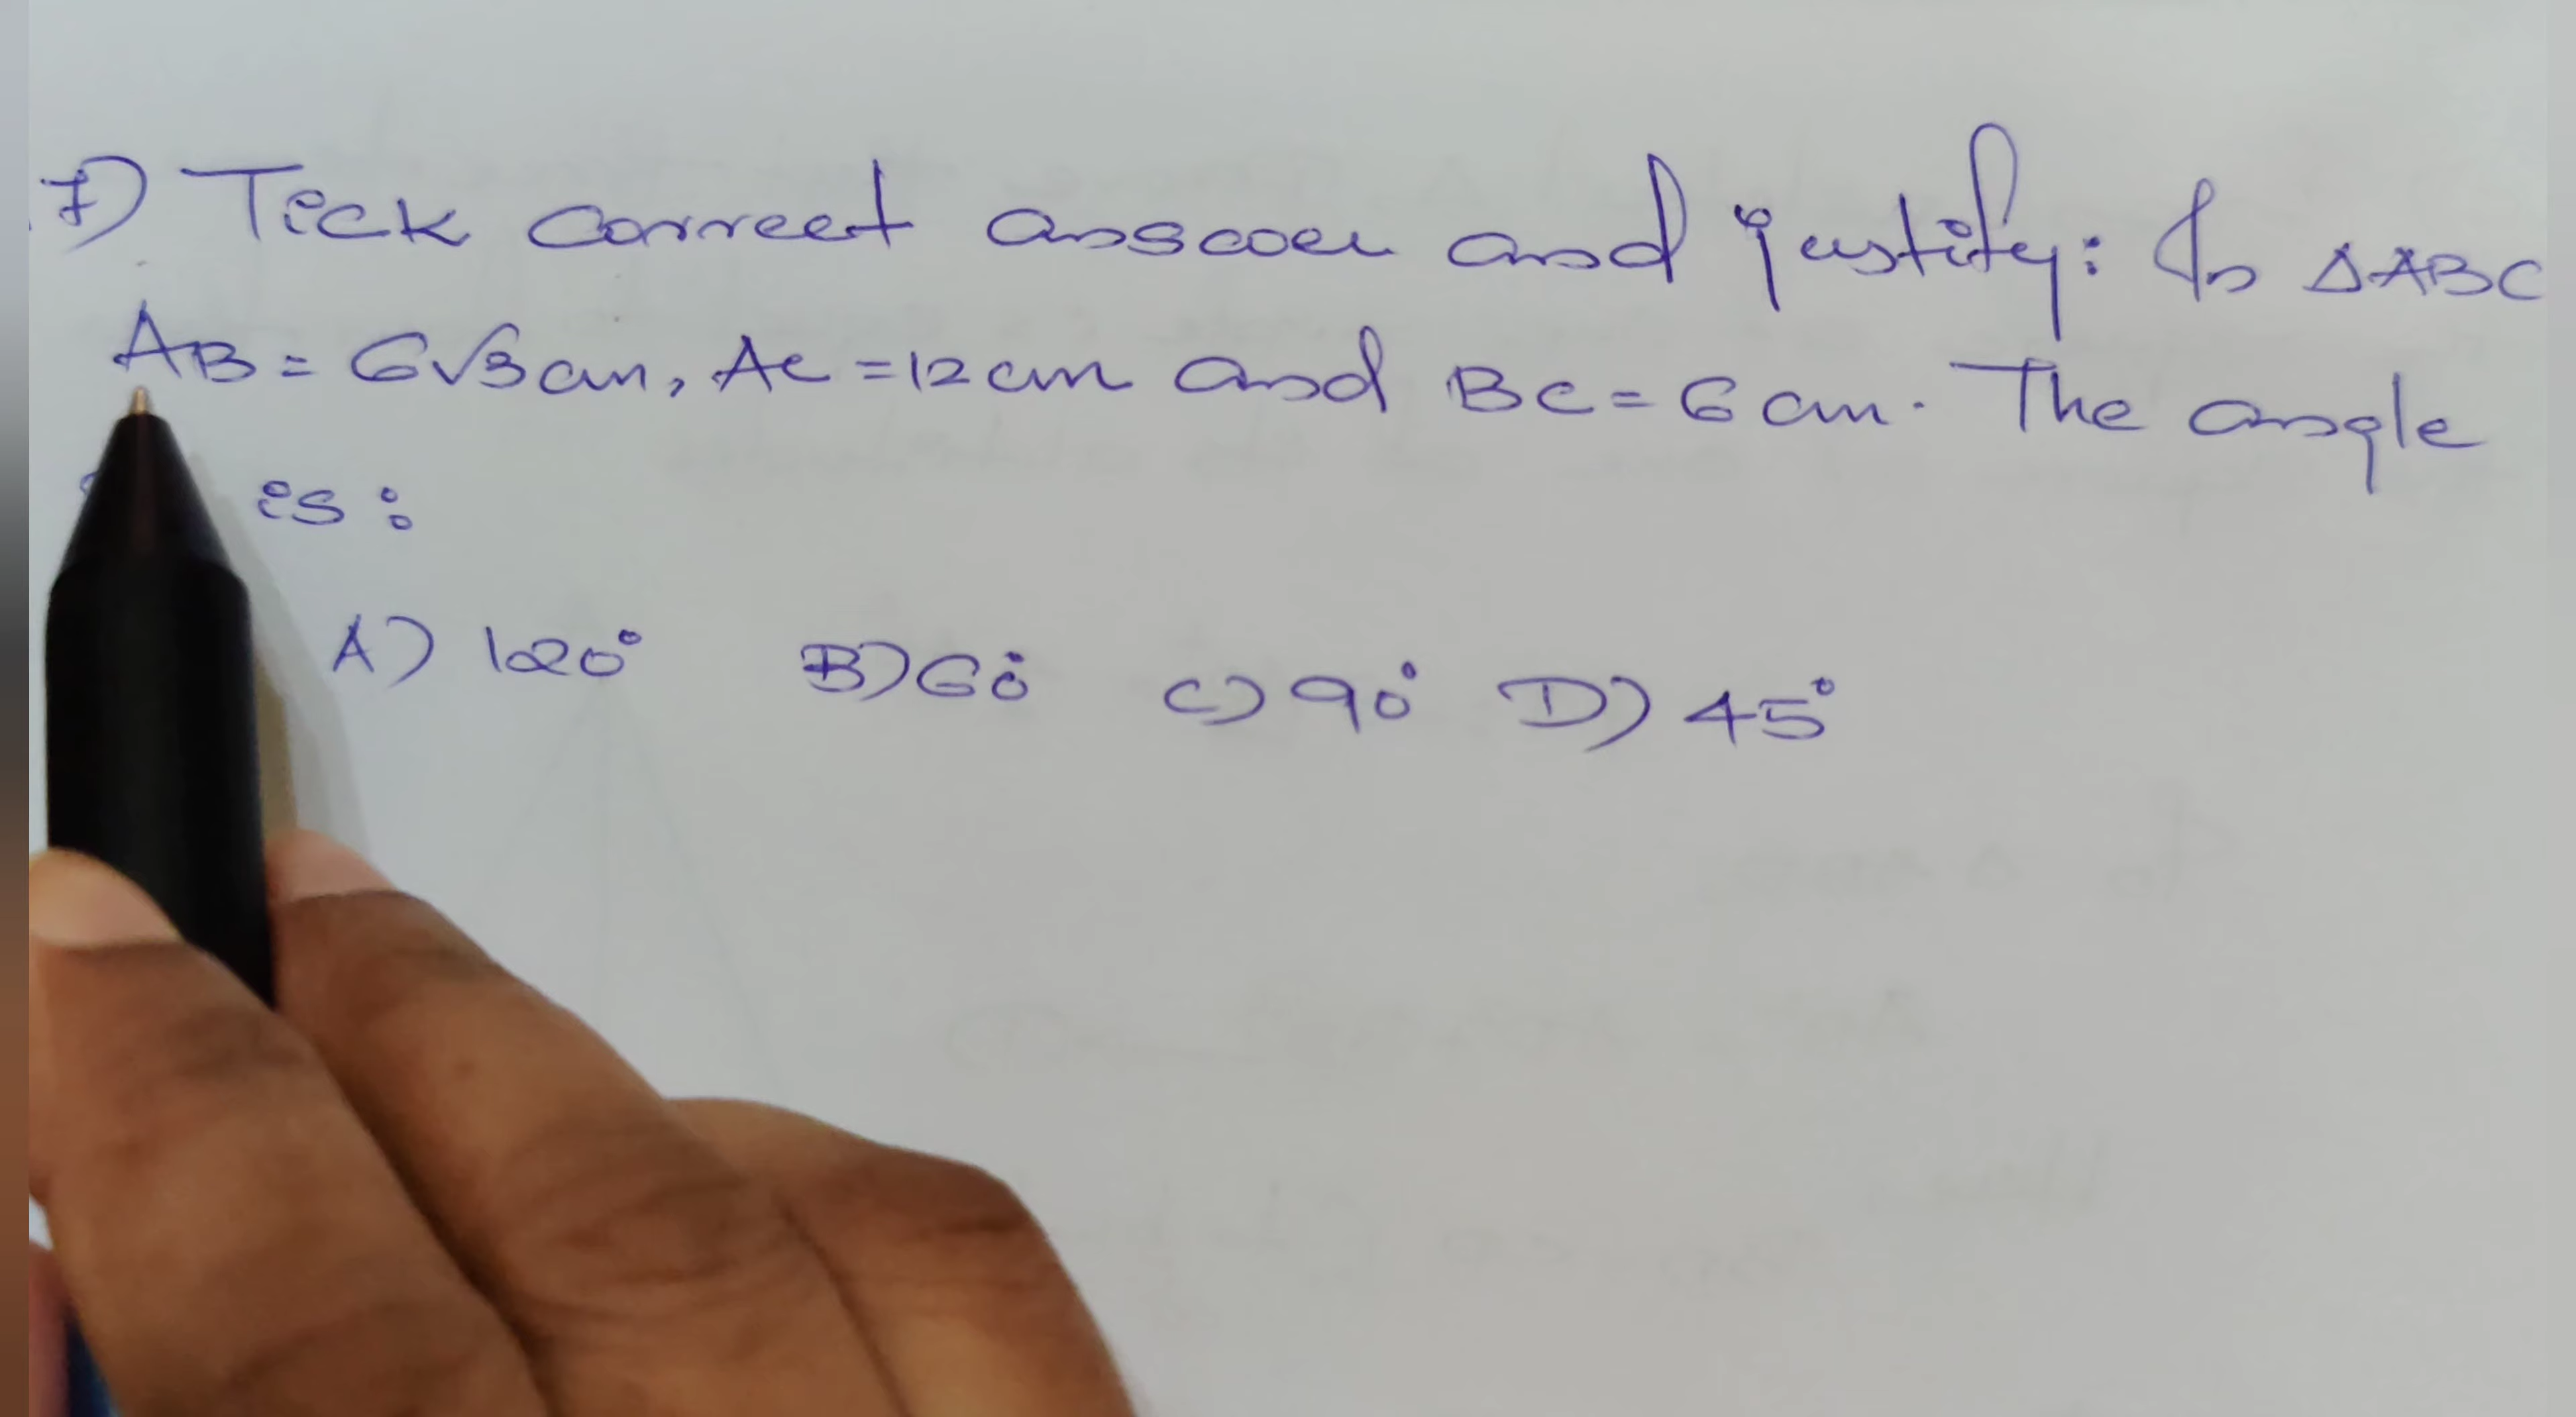 7) Tick correct answer and justify: In △ABC
AB = 6√3 cm, AC = 12 cm and BC = 6 cm. The angle
is:
A) 120° B) 60° C) 90° D) 45°